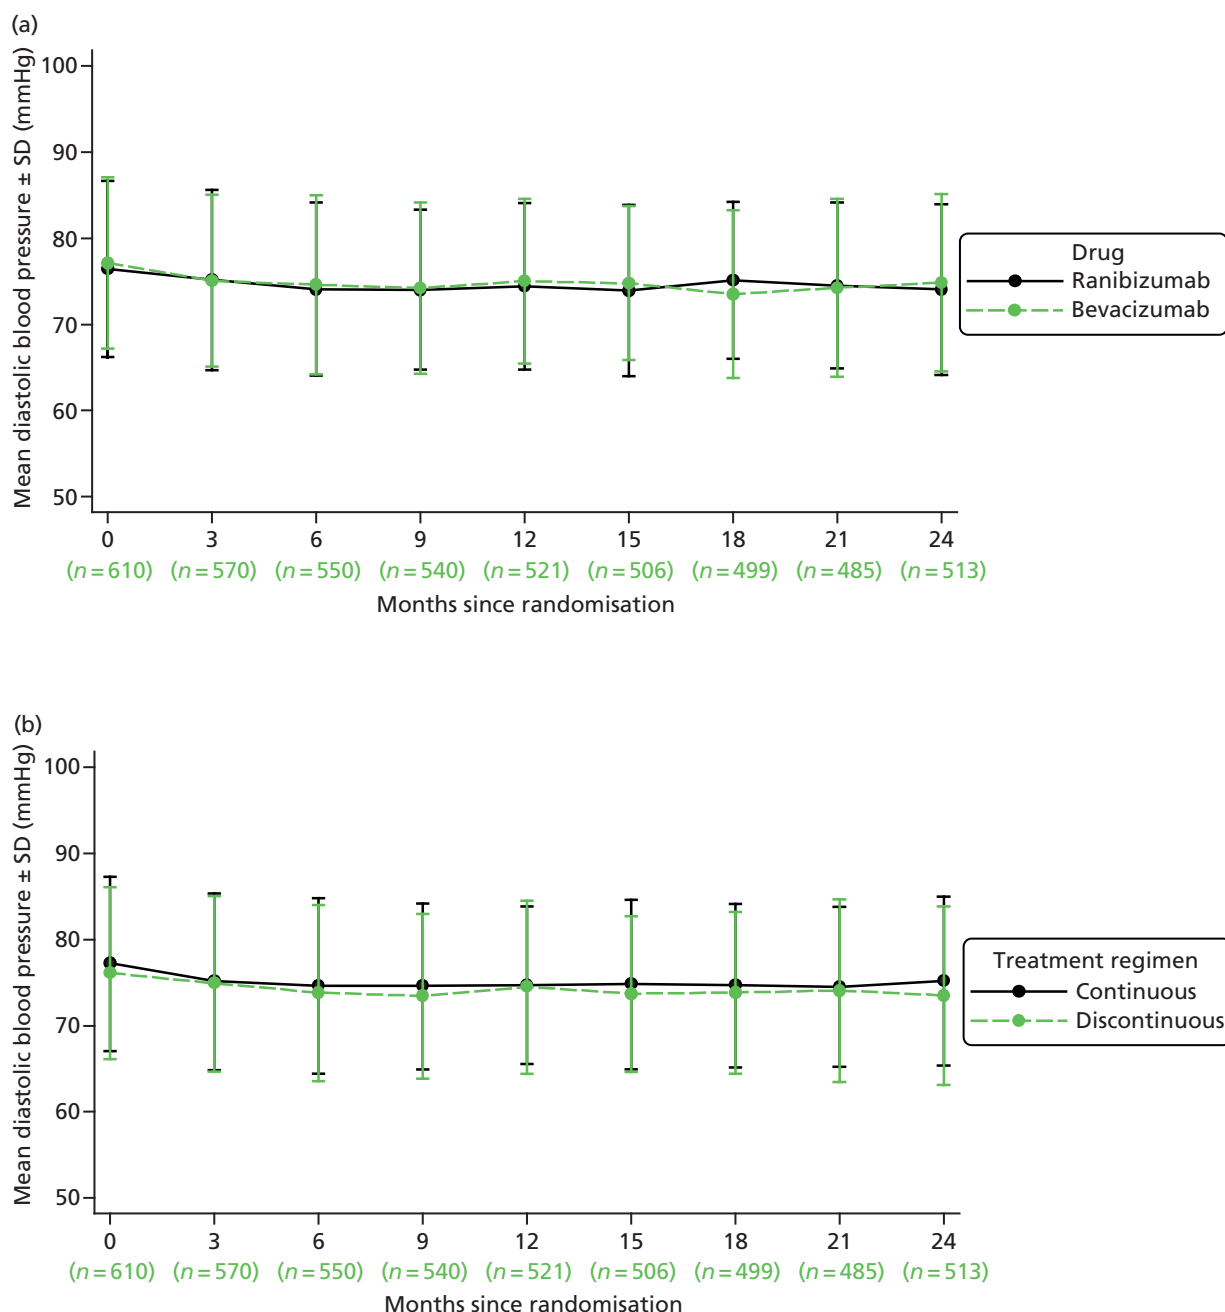 (a)
Mean diastolic blood pressure ± SD (mmHg)
100
90
80
70
60
50
0 3 6 9 12 15 18 21 24
(n=610) (n=570) (n=550) (n=540) (n=521) (n=506) (n=499) (n=485) (n=513)
Months since randomisation
Drug
Ranibizumab
Bevacizumab
(b)
Mean diastolic blood pressure ± SD (mmHg)
100
90
80
70
60
50
0 3 6 9 12 15 18 21 24
(n=610) (n=570) (n=550) (n=540) (n=521) (n=506) (n=499) (n=485) (n=513)
Months since randomisation
Treatment regimen
Continuous
Discontinuous